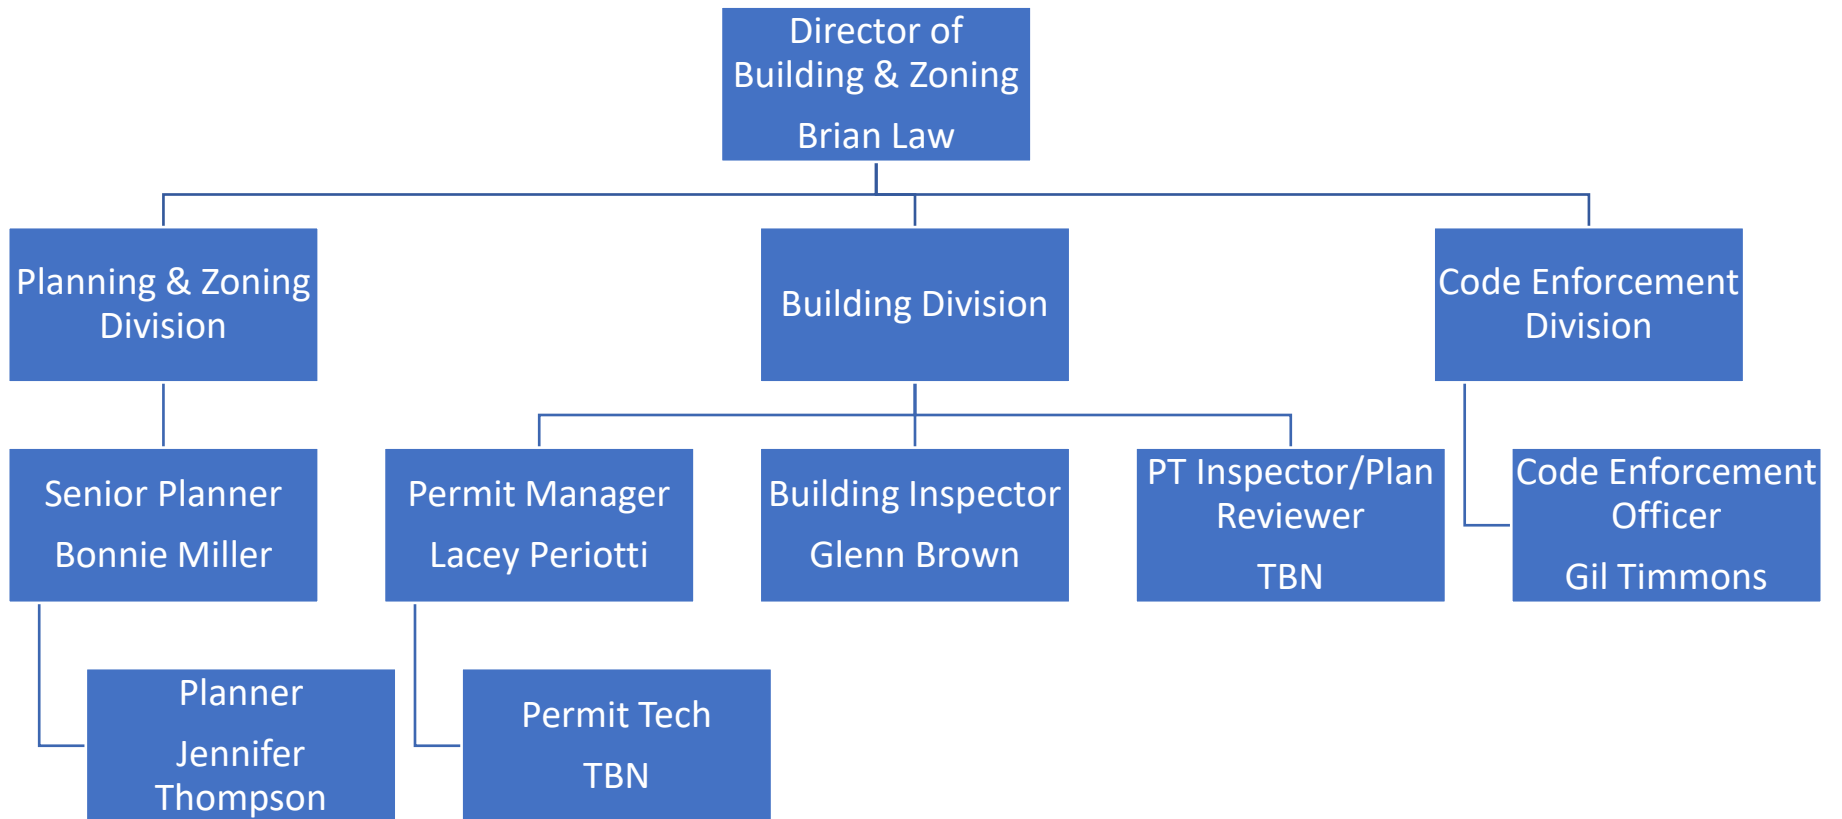 Director of
Building & Zoning
Brian Law
Planning & Zoning
Division
Building Division
Code Enforcement
Division
Senior Planner
Bonnie Miller
Permit Manager
Lacey Periotti
Building Inspector
Glenn Brown
PT Inspector/Plan
Reviewer
TBN
Code Enforcement
Officer
Gil Timmons
Planner
Jennifer
Thompson
Permit Tech
TBN